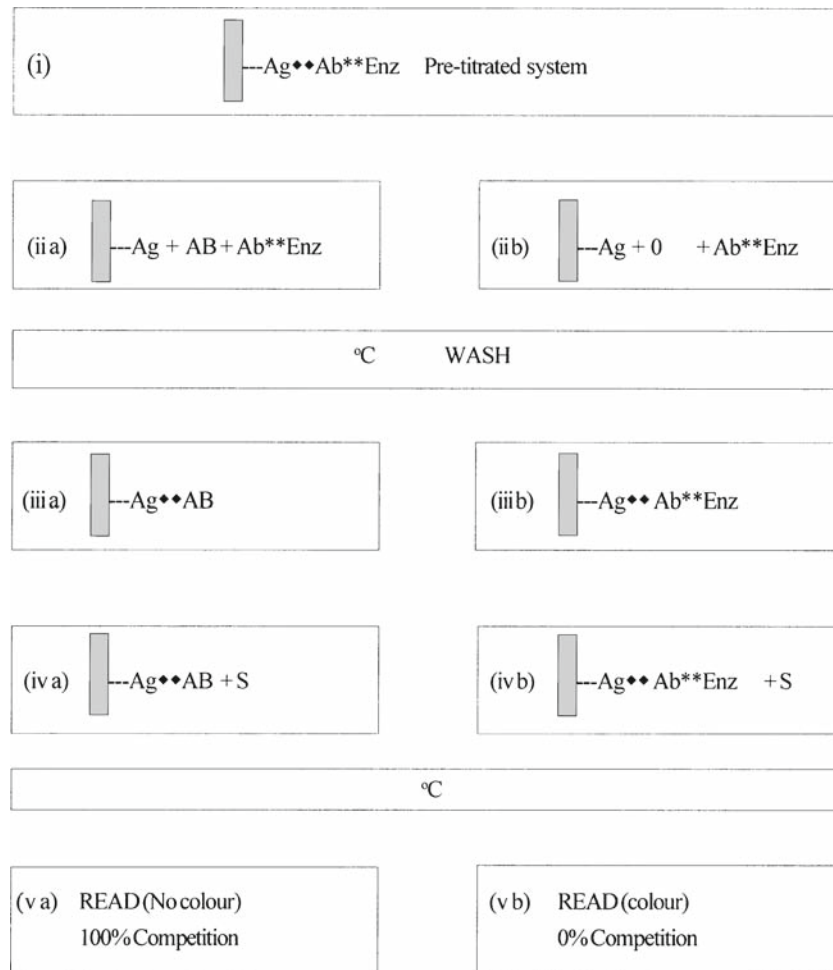 (i) ---Ag◆◆Ab**Enz Pre-titrated system
(ii a) ---Ag + AB + Ab**Enz
(ii b) ---Ag + 0 + Ab**Enz
°C WASH
(iii a) ---Ag◆◆AB
(iii b) ---Ag◆◆ Ab**Enz
(iv a) ---Ag◆◆AB + S
(iv b) ---Ag◆◆ Ab**Enz + S
°C
(v a) READ (No colour)
100% Competition
(v b) READ (colour)
0% Competition